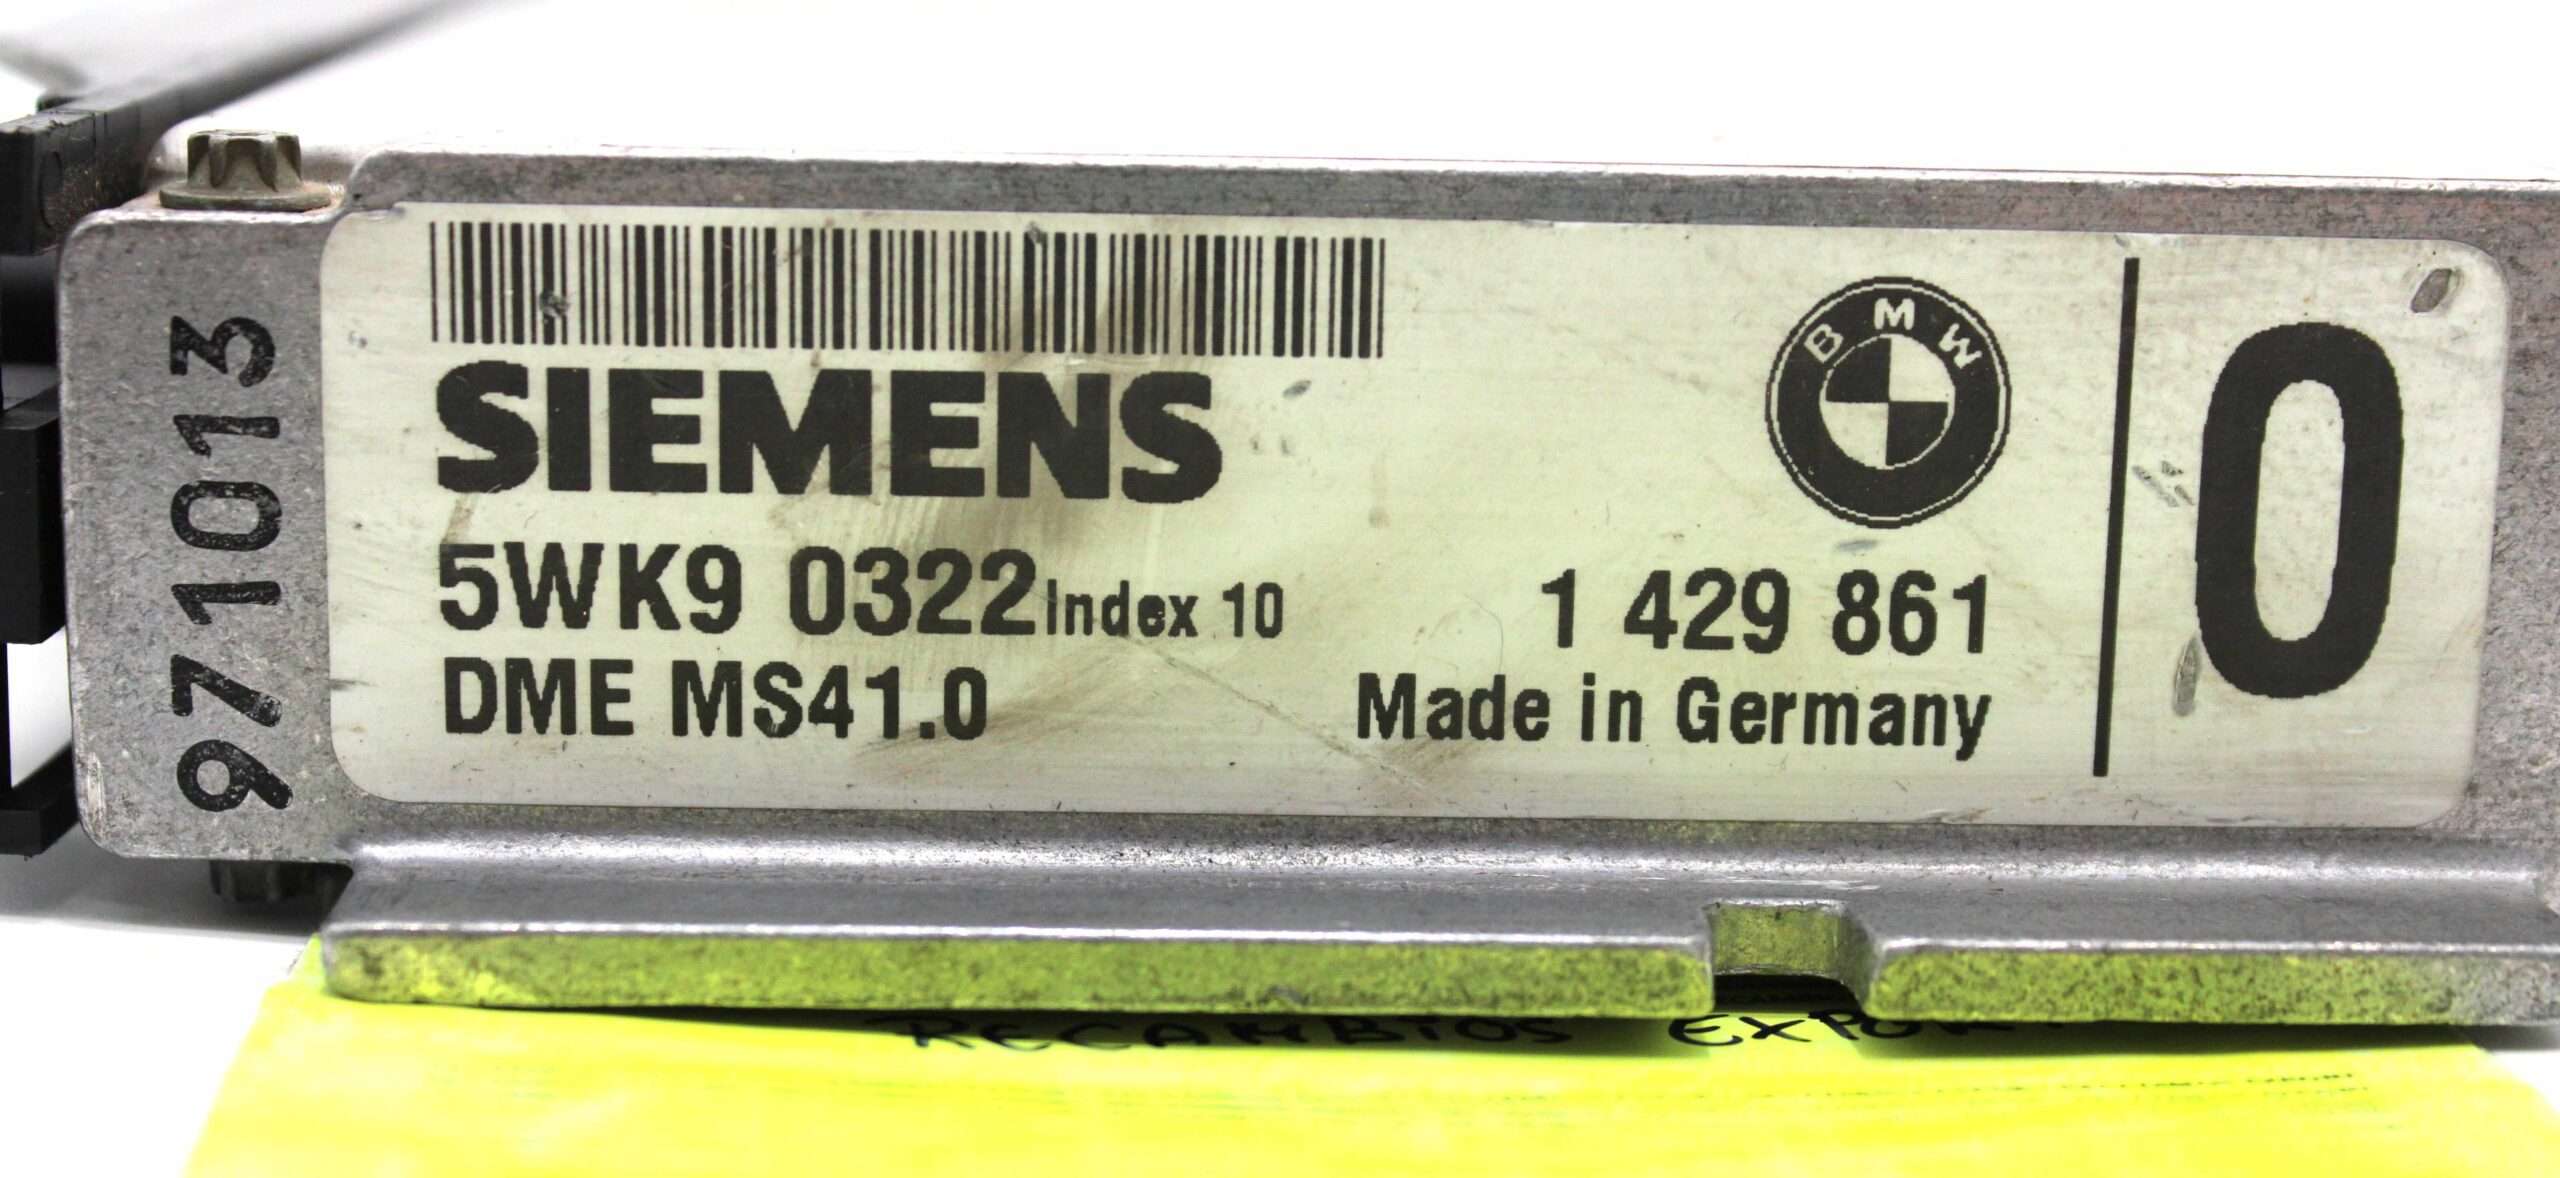 971013
SIEMENS
BMW
5WK9 0322 Index 10
1 429 861
DME MS41.0
Made in Germany
0
RECAMBIOS